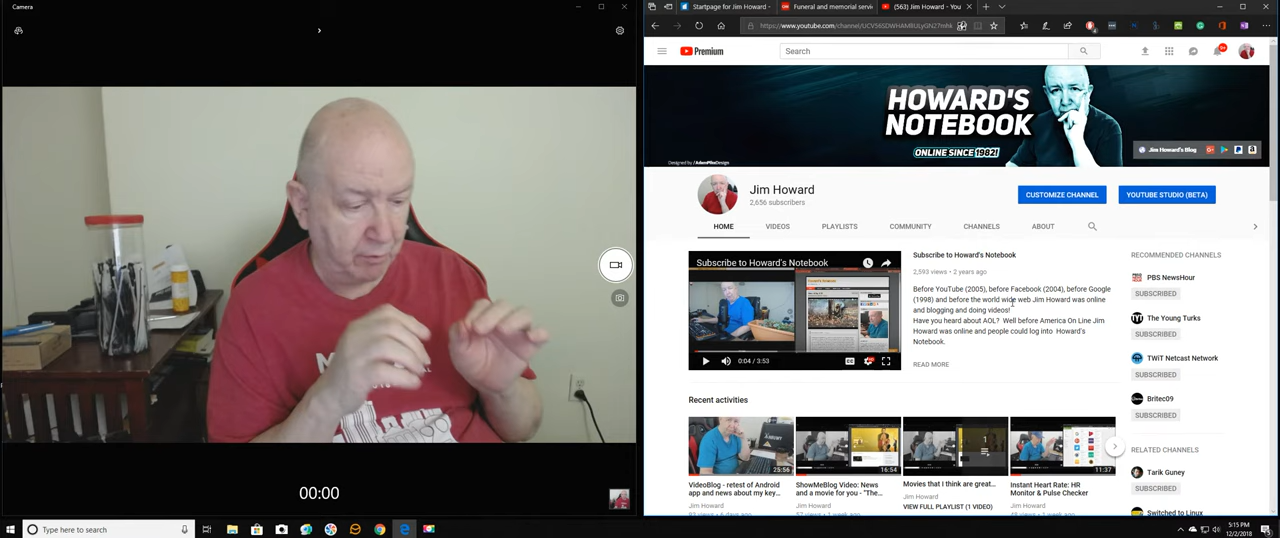 Camera
Startpage for Jim Howard -
Funeral and memorial servi
(563) Jim Howard - You
Premium
Search
9+
HOWARD'S
NOTEBOOK
ONLINE SINCE 1982!
Jim Howard's Blog
Jim Howard
2,656 subscribers
CUSTOMIZE CHANNEL
YOUTUBE STUDIO (BETA)
HOME VIDEOS PLAYLISTS COMMUNITY CHANNELS ABOUT
Subscribe to Howard's Notebook
0:04 / 3:53
Subscribe to Howard's Notebook
2,593 views • 2 years ago
Before YouTube (2005), before Facebook (2004), before Google
(1998) and before the world wide web Jim Howard was online
and blogging and doing videos!
Have you heard about AOL? Well before America On Line Jim
Howard was online and people could log into Howard's
Notebook.
READ MORE
RECOMMENDED CHANNELS
PBS NewsHour
SUBSCRIBED
The Young Turks
SUBSCRIBED
TWiT Netcast Network
SUBSCRIBED
Britec09
SUBSCRIBED
RELATED CHANNELS
Tarik Guney
SUBSCRIBED
Switched to Linux
Recent activities
25:56
VideoBlog - retest of Android
app and news about my key...
Jim Howard
16:54
ShowMeBlog Video: News
and a movie for you - "The...
Jim Howard
1
Movies that I think are great...
Jim Howard
VIEW FULL PLAYLIST (1 VIDEO)
11:37
Instant Heart Rate: HR
Monitor & Pulse Checker
Jim Howard
00:00
Type here to search
5:15 PM
12/2/2018